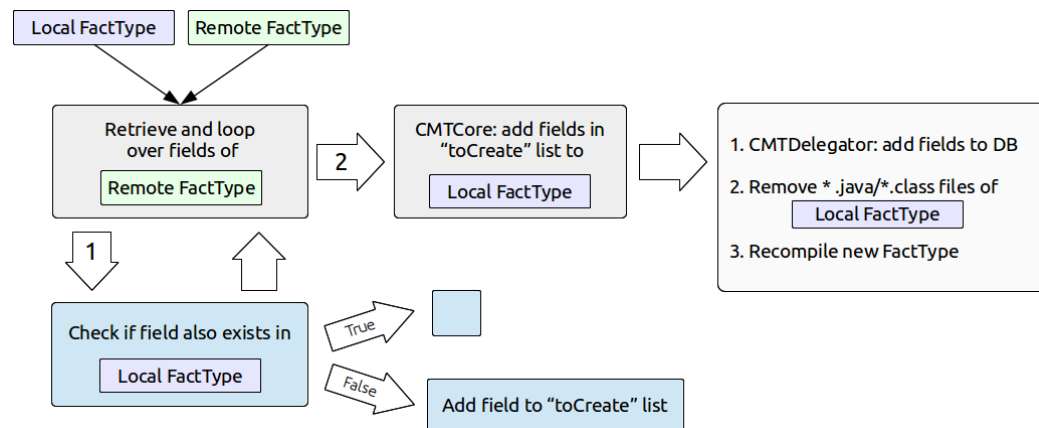 Local FactType
Remote FactType
Retrieve and loop
over fields of
Remote FactType
2
CMTCore: add fields in
“toCreate” list to
Local FactType
1. CMTDelegator: add fields to DB
2. Remove * .java/*.class files of
Local FactType
3. Recompile new FactType
1
Check if field also exists in
Local FactType
True
False
Add field to “toCreate” list